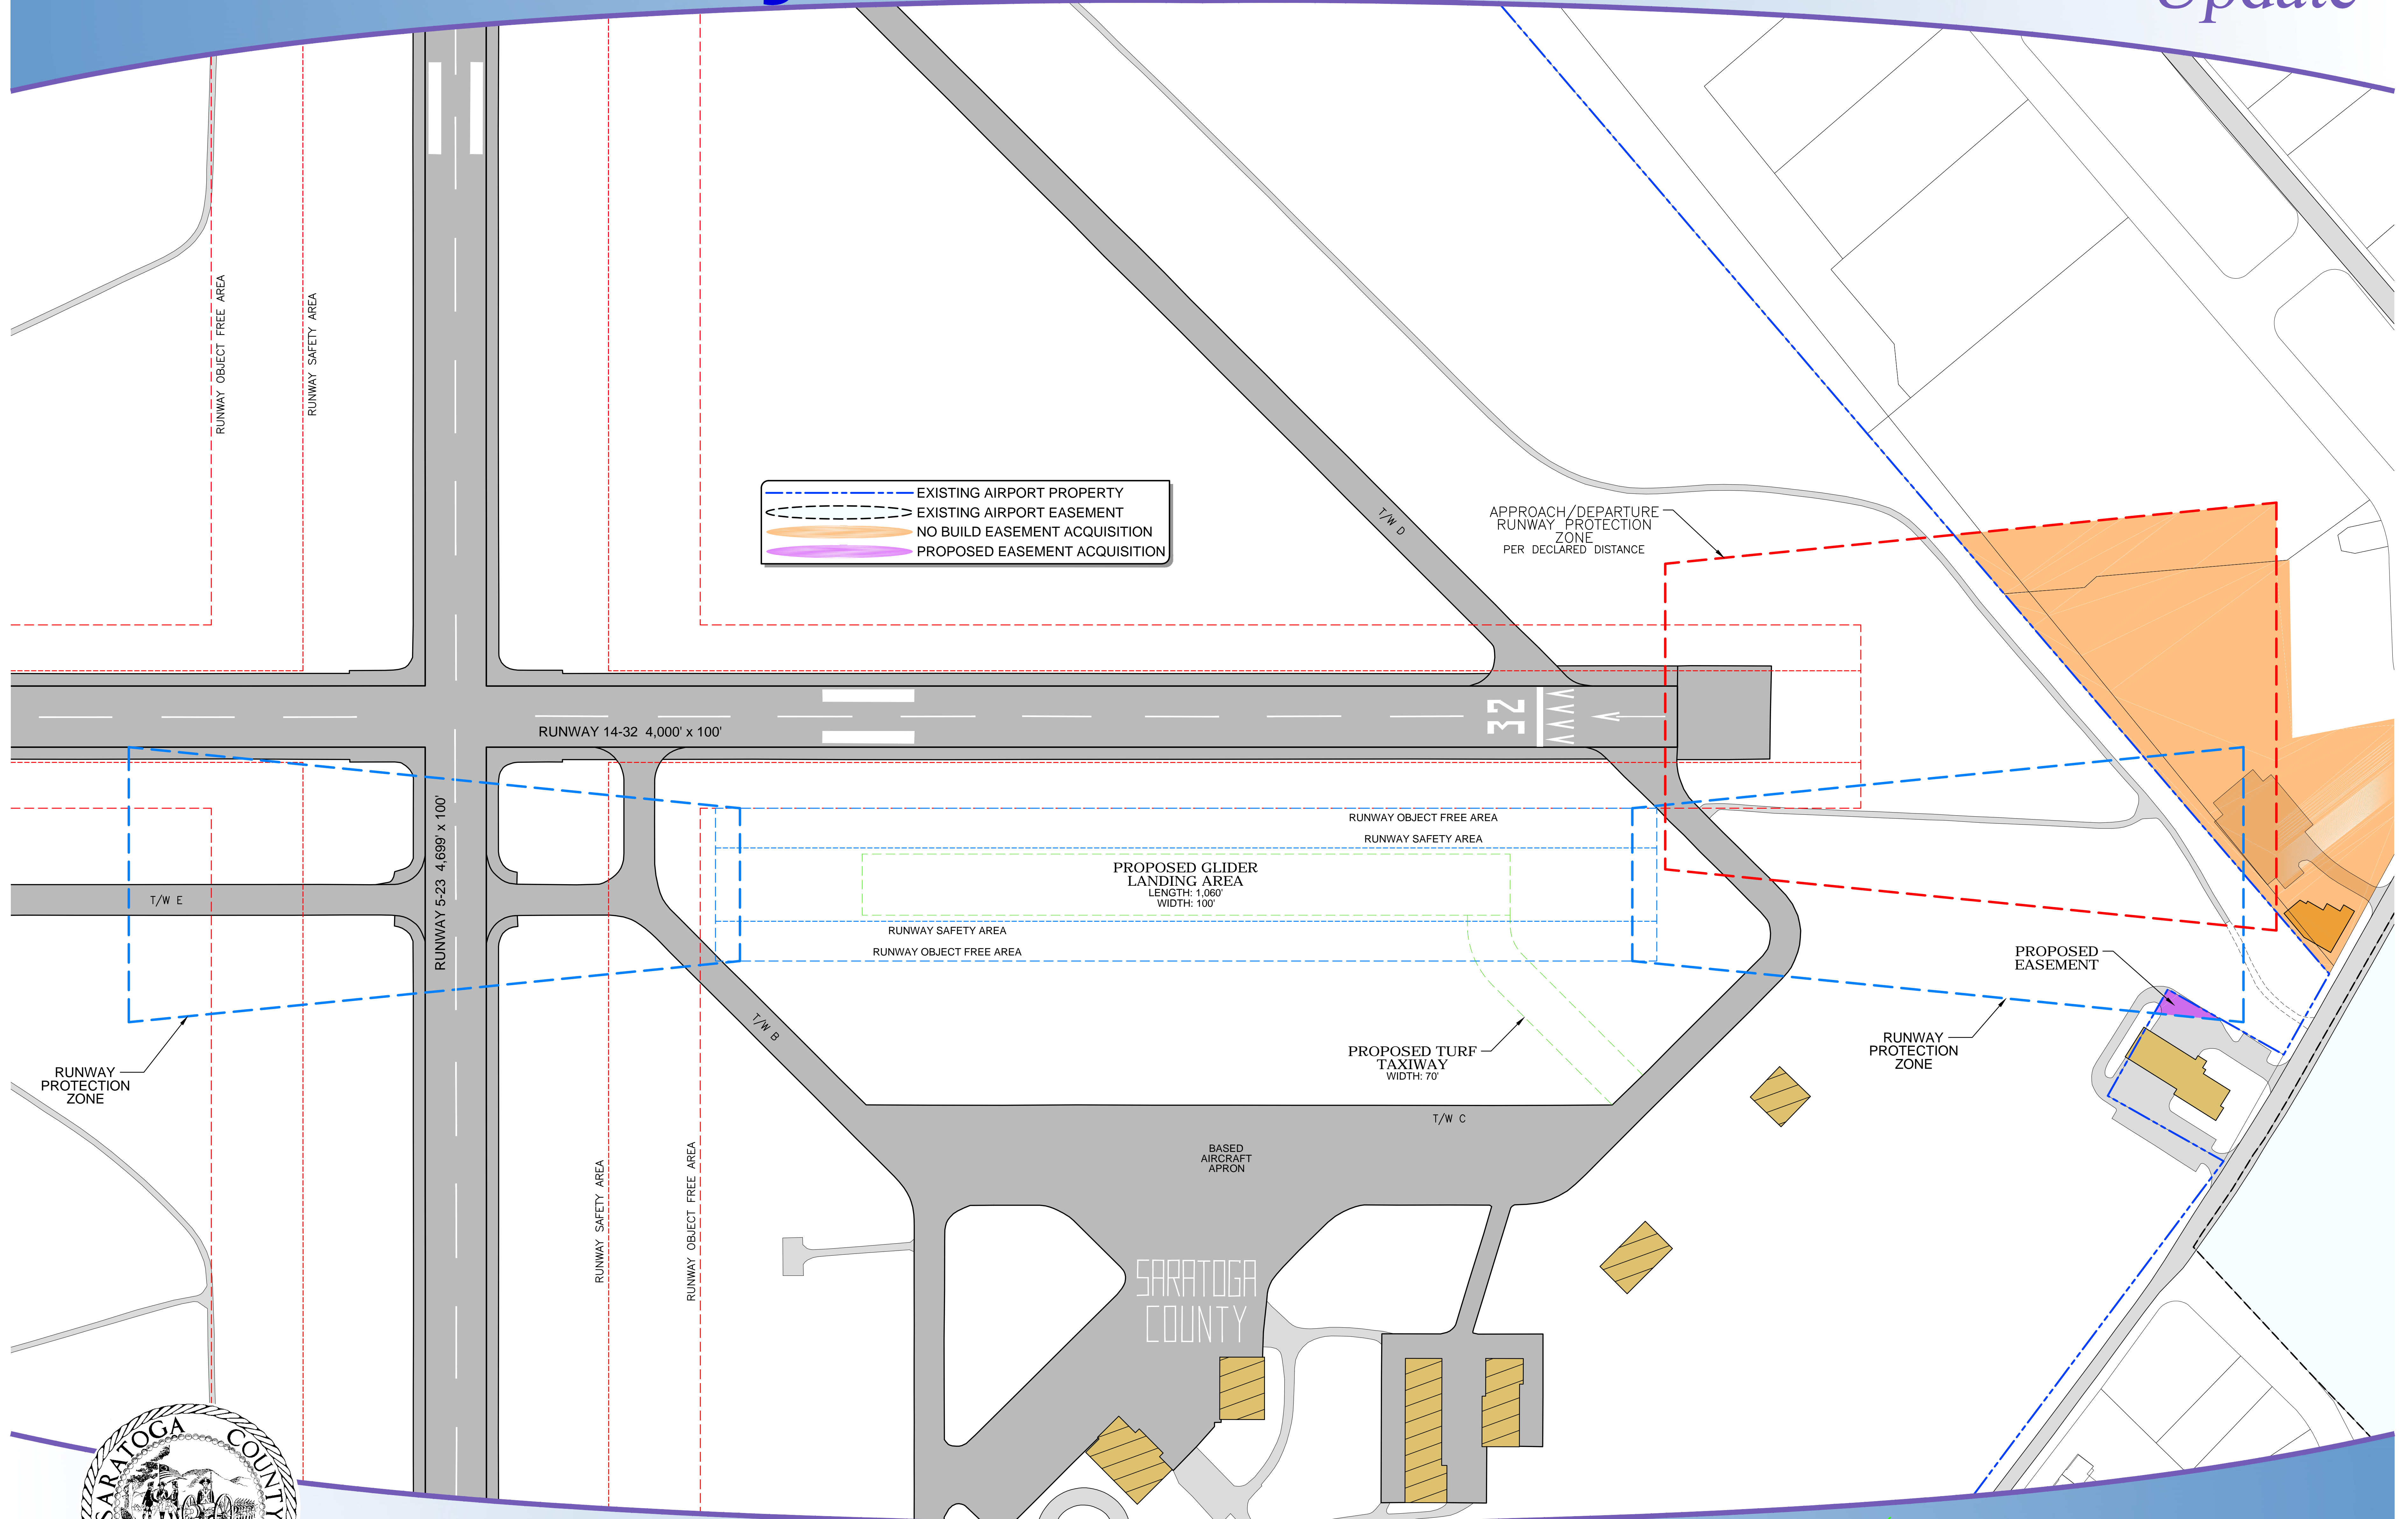 Update
RUNWAY OBJECT FREE AREA
RUNWAY SAFETY AREA
EXISTING AIRPORT PROPERTY
EXISTING AIRPORT EASEMENT
NO BUILD EASEMENT ACQUISITION
PROPOSED EASEMENT ACQUISITION
T/W D
APPROACH/DEPARTURE
RUNWAY PROTECTION
ZONE
PER DECLARED DISTANCE
32
RUNWAY 14-32 4,000' x 100'
RUNWAY 5-23 4,699' x 100'
T/W E
RUNWAY OBJECT FREE AREA
RUNWAY SAFETY AREA
PROPOSED GLIDER
LANDING AREA
LENGTH: 1,060'
WIDTH: 100'
RUNWAY SAFETY AREA
RUNWAY OBJECT FREE AREA
PROPOSED
EASEMENT
T/W B
PROPOSED TURF
TAXIWAY
WIDTH: 70'
RUNWAY
PROTECTION
ZONE
RUNWAY
PROTECTION
ZONE
T/W C
BASED
AIRCRAFT
APRON
RUNWAY SAFETY AREA
RUNWAY OBJECT FREE AREA
SARATOGA
COUNTY
SARATOGA COUNTY